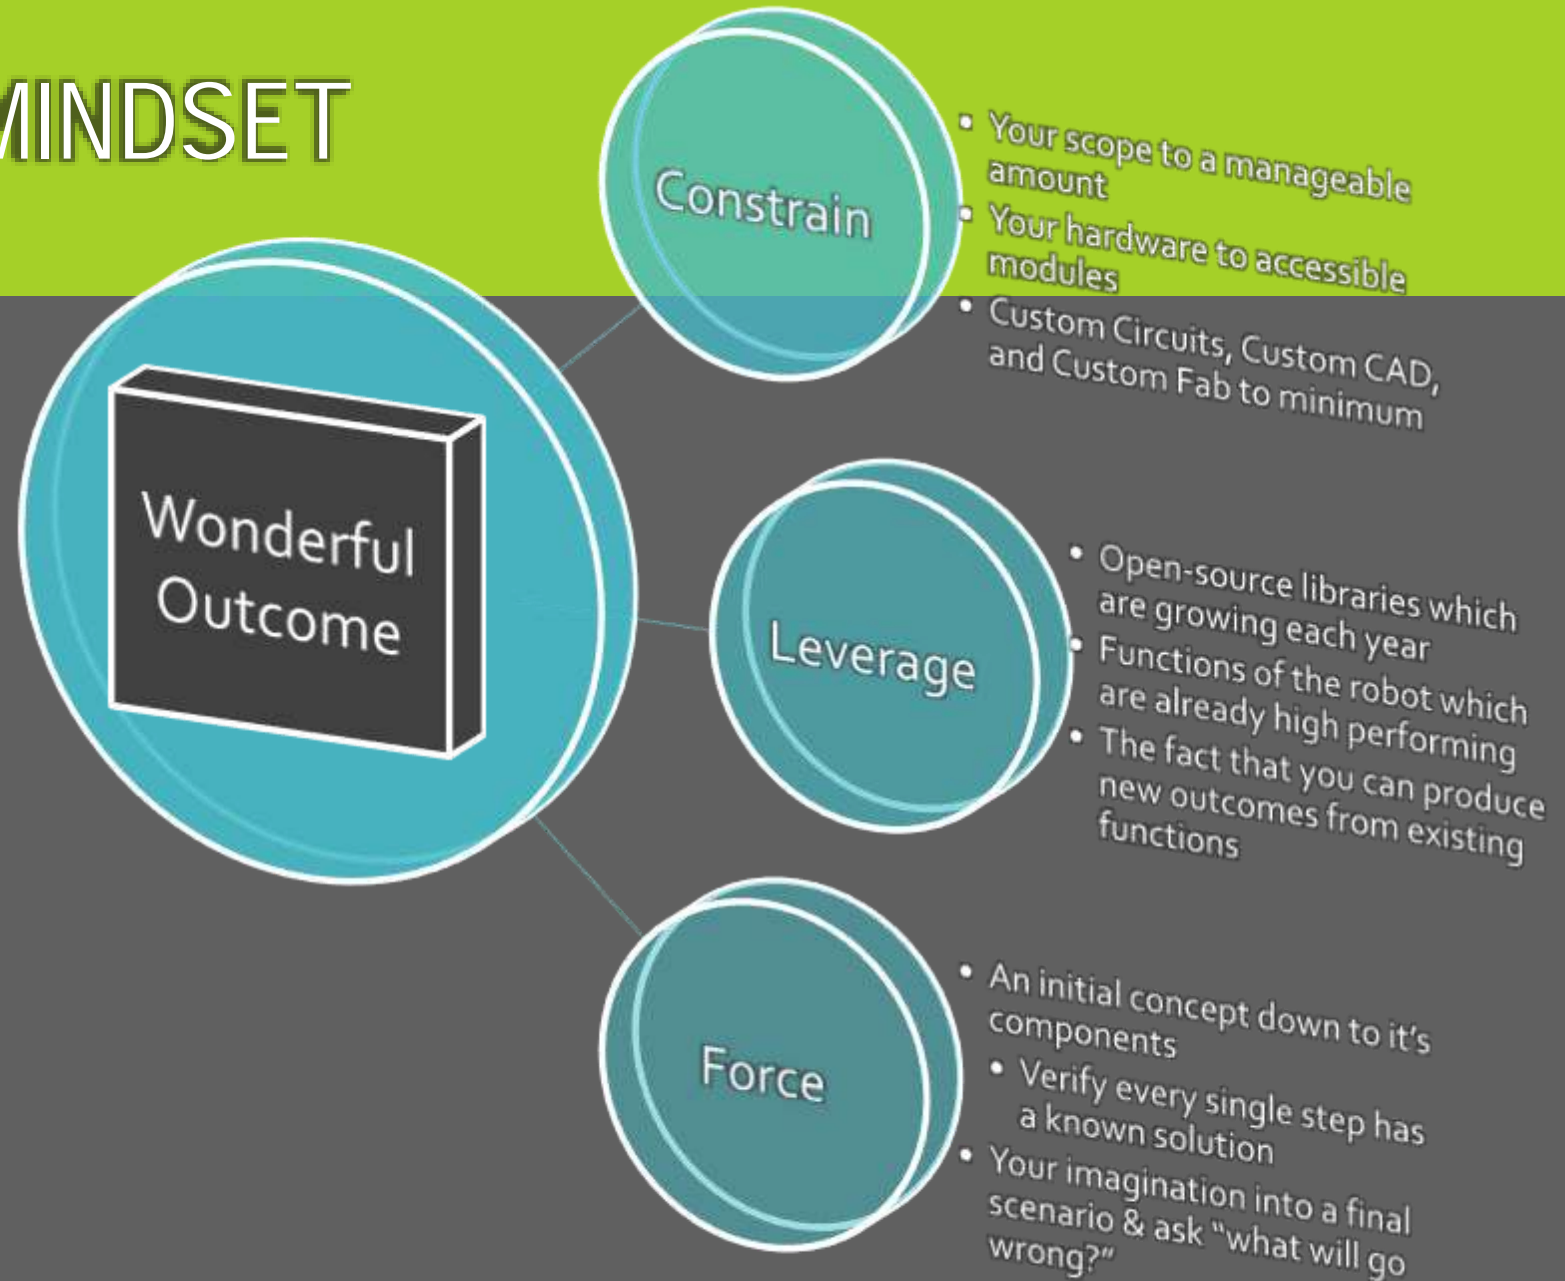 MINDSET
Constrain
• Your scope to a manageable
amount
• Your hardware to accessible
modules
• Custom Circuits, Custom CAD,
and Custom Fab to minimum
Wonderful
Outcome
Leverage
• Open-source libraries which
are growing each year
• Functions of the robot which
are already high performing
• The fact that you can produce
new outcomes from existing
functions
Force
• An initial concept down to it's
components
• Verify every single step has
a known solution
• Your imagination into a final
scenario & ask "what will go
wrong?"